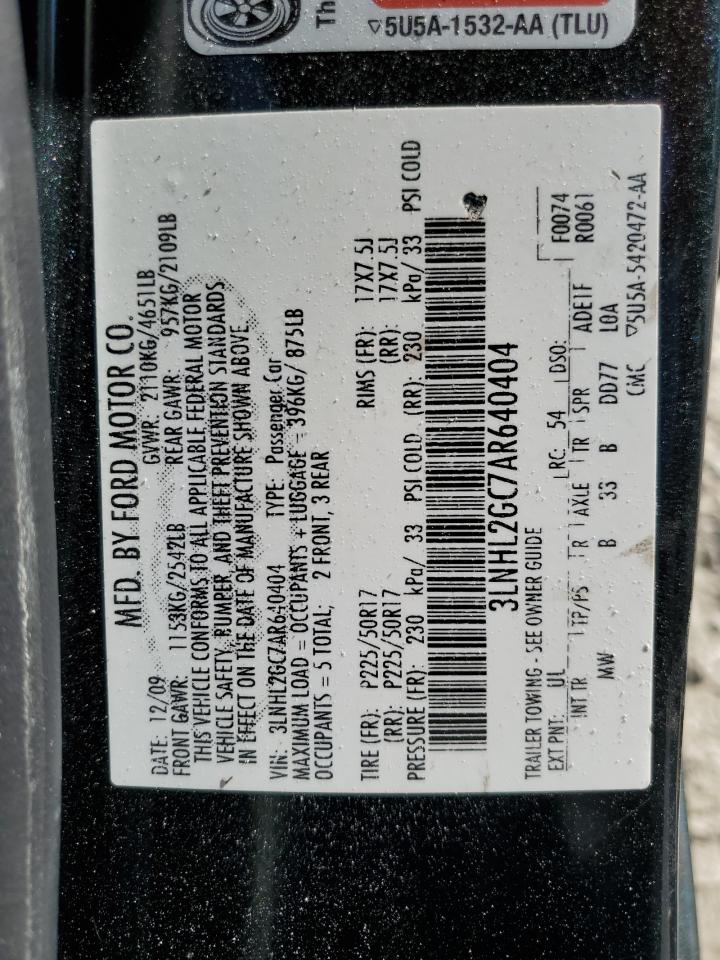 Th
▽5U5A-1532-AA (TLU)
MFD. BY FORD MOTOR CO.
DATE: 12/09 GVWR: 2110KG/4651LB
FRONT GAWR: 1153KG/2542LB REAR GAWR: 957KG/2109LB
THIS VEHICLE CONFORMS TO ALL APPLICABLE FEDERAL MOTOR
VEHICLE SAFETY, BUMPER, AND THEFT PREVENTION STANDARDS
IN EFFECT ON THE DATE OF MANUFACTURE SHOWN ABOVE
VIN: 3LNHL2GC7AR640404 TYPE: Passenger Car
MAXIMUM LOAD = OCCUPANTS + LUGGAGE = 396KG/ 875LB
OCCUPANTS = 5 TOTAL; 2 FRONT, 3 REAR
TIRE (FR): P225/50R17 RIMS (FR): 17X7.5J
(RR): P225/50R17 (RR): 17X7.5J
PRESSURE (FR): 230 kPa/ 33 PSI COLD (RR): 230 kPa/ 33 PSI COLD
3LNHL2GC7AR640404
TRAILER TOWING - SEE OWNER GUIDE
EXT PNT: UL RC: 54 DSO: F0074
R0061
INT TR TP/PS R AXLE TR SPR ADE1F
MW B 33 B DD77 L0A
CMC ▽5U5A-5420472-AA